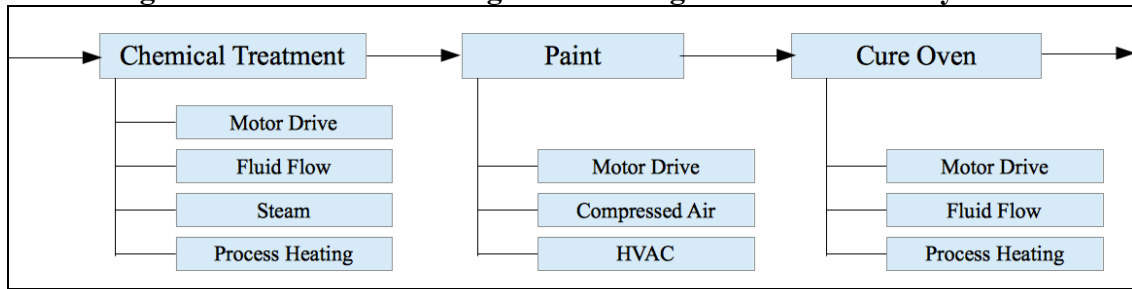 Chemical Treatment
Motor Drive
Fluid Flow
Steam
Process Heating
Paint
Motor Drive
Compressed Air
HVAC
Cure Oven
Motor Drive
Fluid Flow
Process Heating